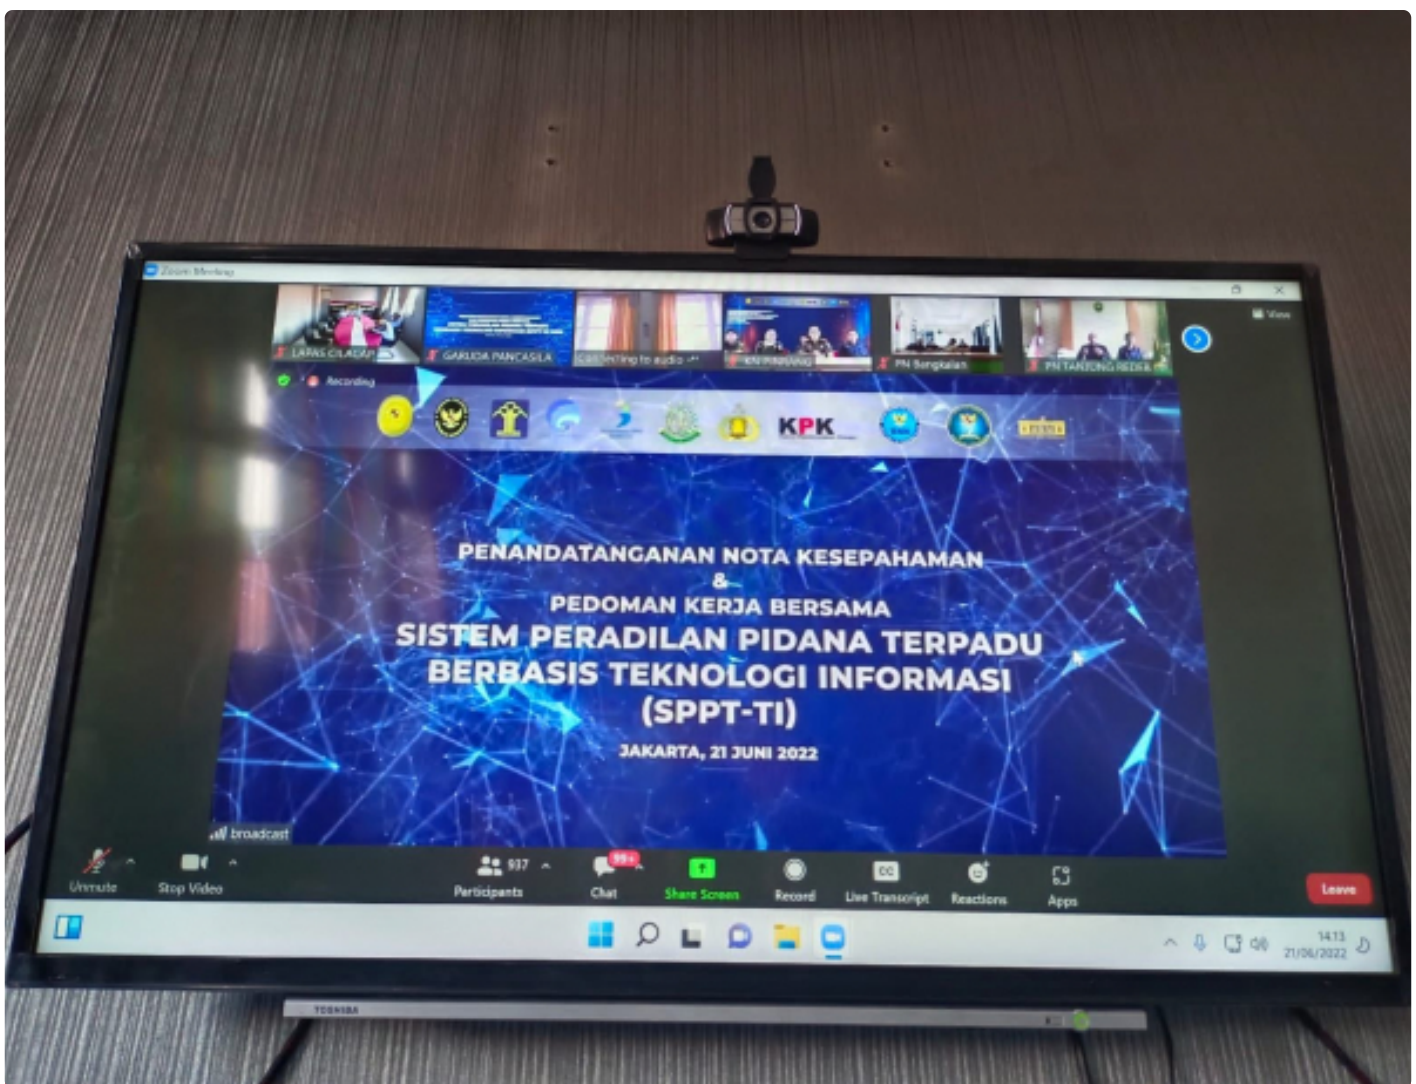 Zoom Meeting
View
LAPAS CILACAP
GARUDA PANCASILA
Connecting to audio
PN Bangkalan
PN TANJUNG REDEB
Recording
KPK
PENANDATANGANAN NOTA KESEPAHAMAN
&
PEDOMAN KERJA BERSAMA
SISTEM PERADILAN PIDANA TERPADU
BERBASIS TEKNOLOGI INFORMASI
(SPPT-TI)
JAKARTA, 21 JUNI 2022
broadcast
937
99+
CC
Unmute
Stop Video
Participants
Chat
Share Screen
Record
Live Transcript
Reactions
Apps
Leave
14.13
21/06/2022
TOSHIBA